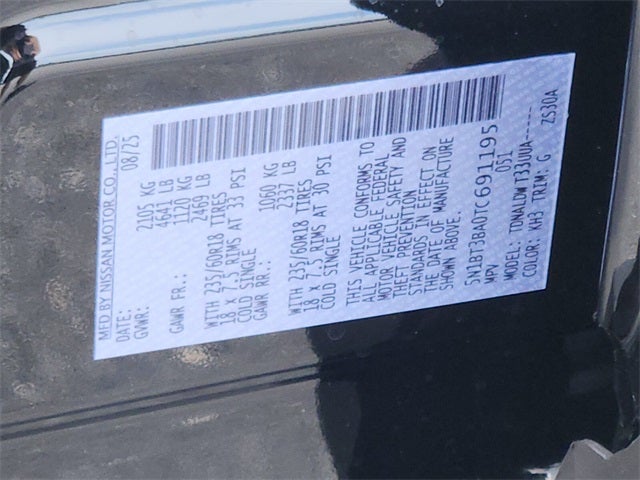 MFD BY NISSAN MOTOR CO., LTD.
DATE: 08/25
GVWR: 2105 KG
4641 LB
GAWR FR.: 1120 KG
2469 LB
WITH 235/60R18 TIRES
18 x 7.5 RIMS AT 33 PSI
COLD SINGLE
GAWR RR.: 1060 KG
2337 LB
WITH 235/60R18 TIRES
18 x 7.5 RIMS AT 30 PSI
COLD SINGLE
THIS VEHICLE CONFORMS TO
ALL APPLICABLE FEDERAL
MOTOR VEHICLE SAFETY AND
THEFT PREVENTION
STANDARDS IN EFFECT ON
THE DATE OF MANUFACTURE
SHOWN ABOVE.
5N1BT3BA0TC691195
MPV 051
MODEL:
COLOR: KH3 TRIM: G ZS30A